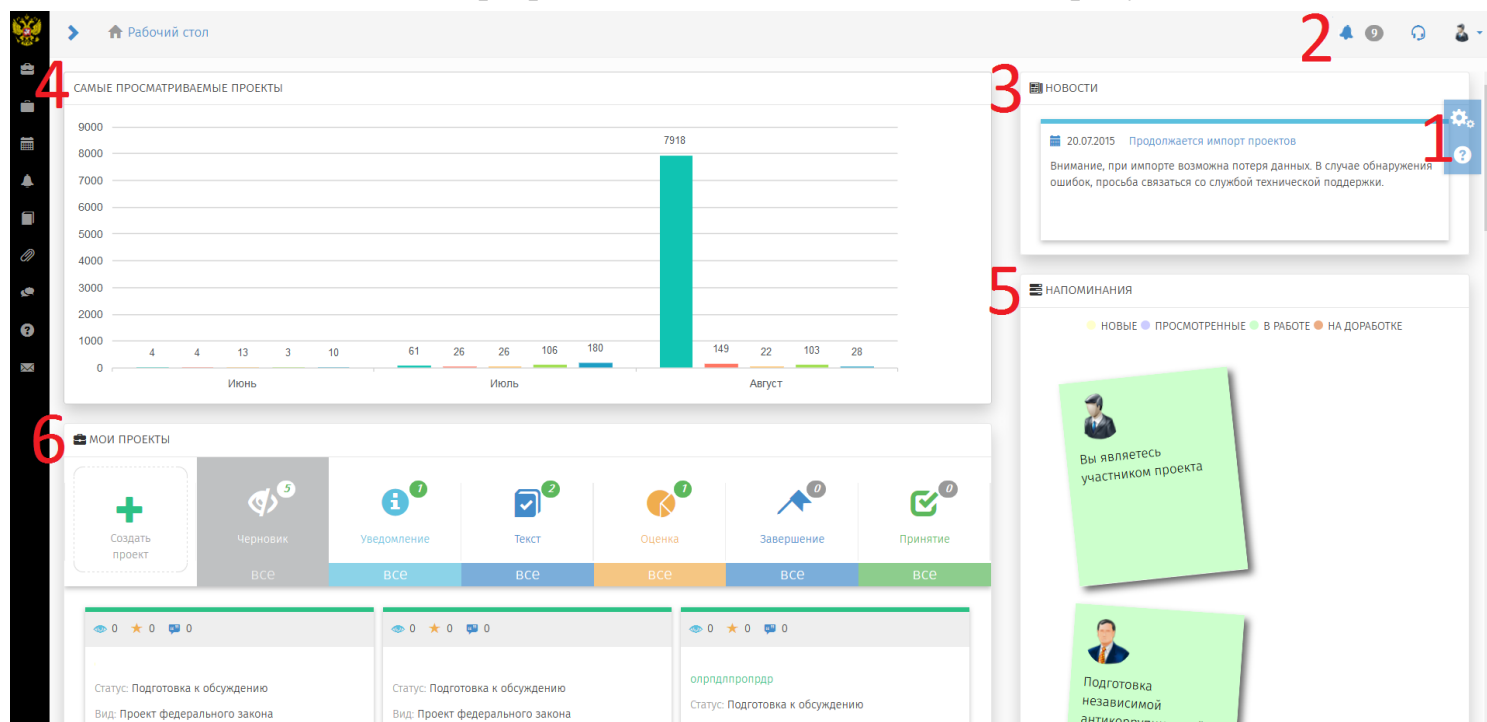 Рабочий стол
2
9
4
САМЫЕ ПРОСМАТРИВАЕМЫЕ ПРОЕКТЫ
9000
8000
7000
6000
5000
4000
3000
2000
1000
0
4 4 13 3 10
61 26 26 106 180
7918 149 22 103 28
Июнь Июль Август
3
НОВОСТИ
1
20.07.2015 Продолжается импорт проектов
Внимание, при импорте возможна потеря данных. В случае обнаружения
ошибок, просьба связаться со службой технической поддержки.
5
НАПОМИНАНИЯ
НОВЫЕ ПРОСМОТРЕННЫЕ В РАБОТЕ НА ДОРАБОТКЕ
Вы являетесь
участником проекта
Подготовка
независимой
6
МОИ ПРОЕКТЫ
5 1 2 1 0 0
Создать
проект
Черновик Уведомление Текст Оценка Завершение Принятие
все все все все все все
0 0 0
Статус: Подготовка к обсуждению
Вид: Проект федерального закона
0 0 0
Статус: Подготовка к обсуждению
Вид: Проект федерального закона
0 0 0
олрпдлпропрдр
Статус: Подготовка к обсуждению